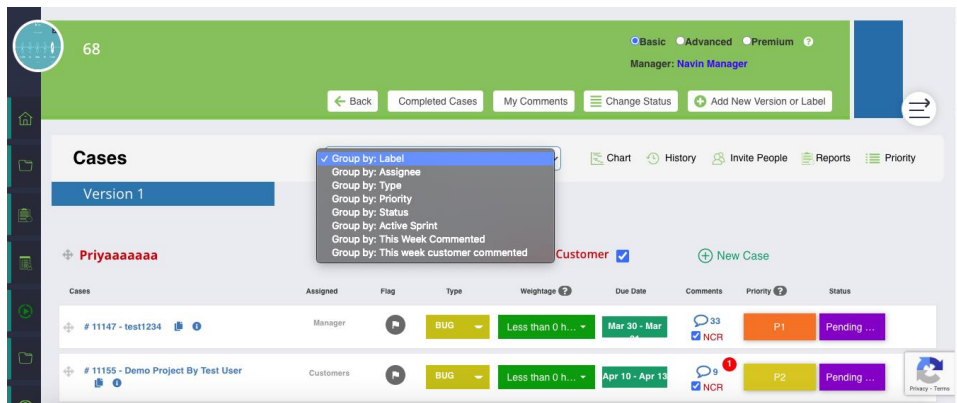 68
Basic Advanced Premium
Manager: Navin Manager
Back Completed Cases My Comments Change Status Add New Version or Label
Cases
✓ Group by: Label
Group by: Assignee
Group by: Type
Group by: Priority
Group by: Status
Group by: Active Sprint
Group by: This Week Commented
Group by: This week customer commented
Chart History Invite People Reports Priority
Version 1
Priyaaaaaa
Customer
New Case
Cases Assigned Flag Type Weightage Due Date Comments Priority Status
# 11147 - test1234 Manager BUG Less than 0 h... Mar 30 - Mar 33 NCR P1 Pending ...
# 11155 - Demo Project By Test User Customers BUG Less than 0 h... Apr 10 - Apr 13 9 1 NCR P2 Pending ...
Privacy - Terms